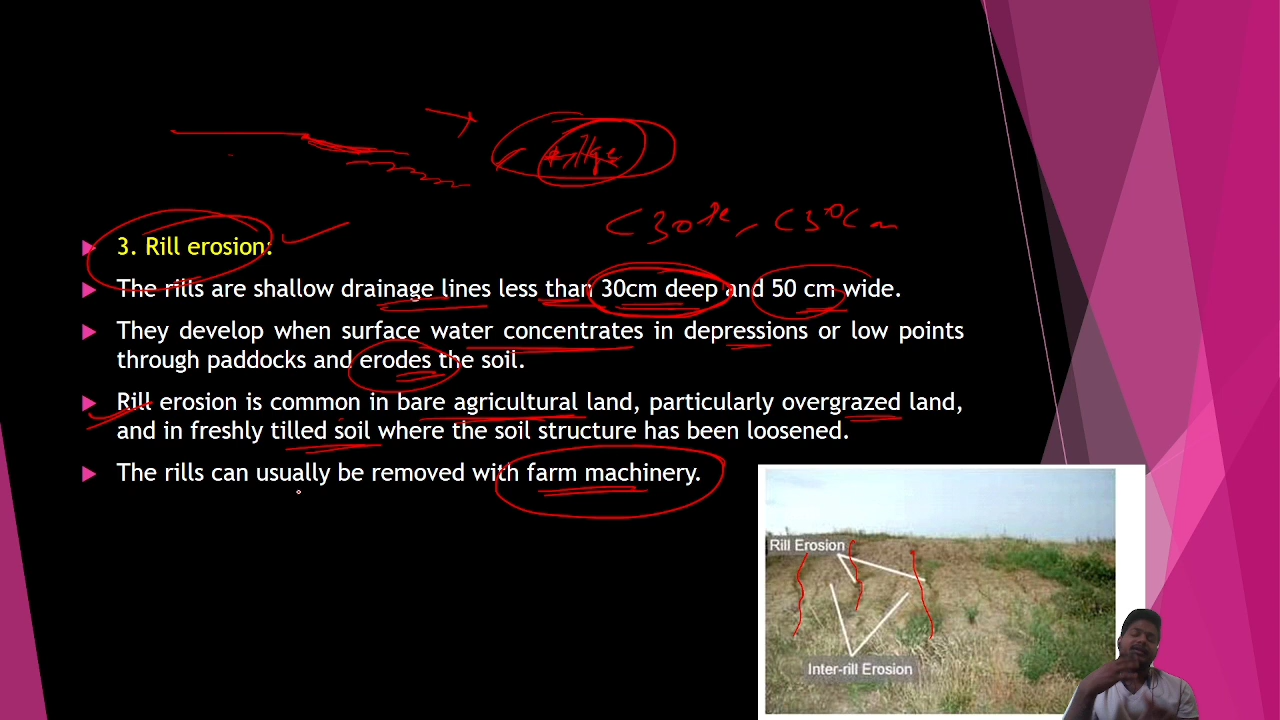 3. Rill erosion:
The rills are shallow drainage lines less than 30cm deep and 50 cm wide.
They develop when surface water concentrates in depressions or low points
through paddocks and erodes the soil.
Rill erosion is common in bare agricultural land, particularly overgrazed land,
and in freshly tilled soil where the soil structure has been loosened.
The rills can usually be removed with farm machinery.
Rill Erosion
Inter-rill Erosion